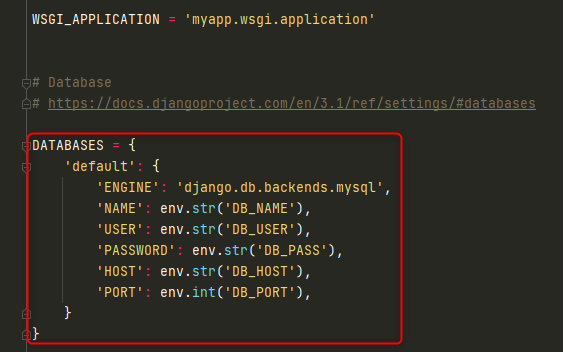 WSGI_APPLICATION = 'myapp.wsgi.application'
# Database
# https://docs.djangoproject.com/en/3.1/ref/settings/#databases
DATABASES = {
    'default': {
        'ENGINE': 'django.db.backends.mysql',
        'NAME': env.str('DB_NAME'),
        'USER': env.str('DB_USER'),
        'PASSWORD': env.str('DB_PASS'),
        'HOST': env.str('DB_HOST'),
        'PORT': env.int('DB_PORT'),
    }
}